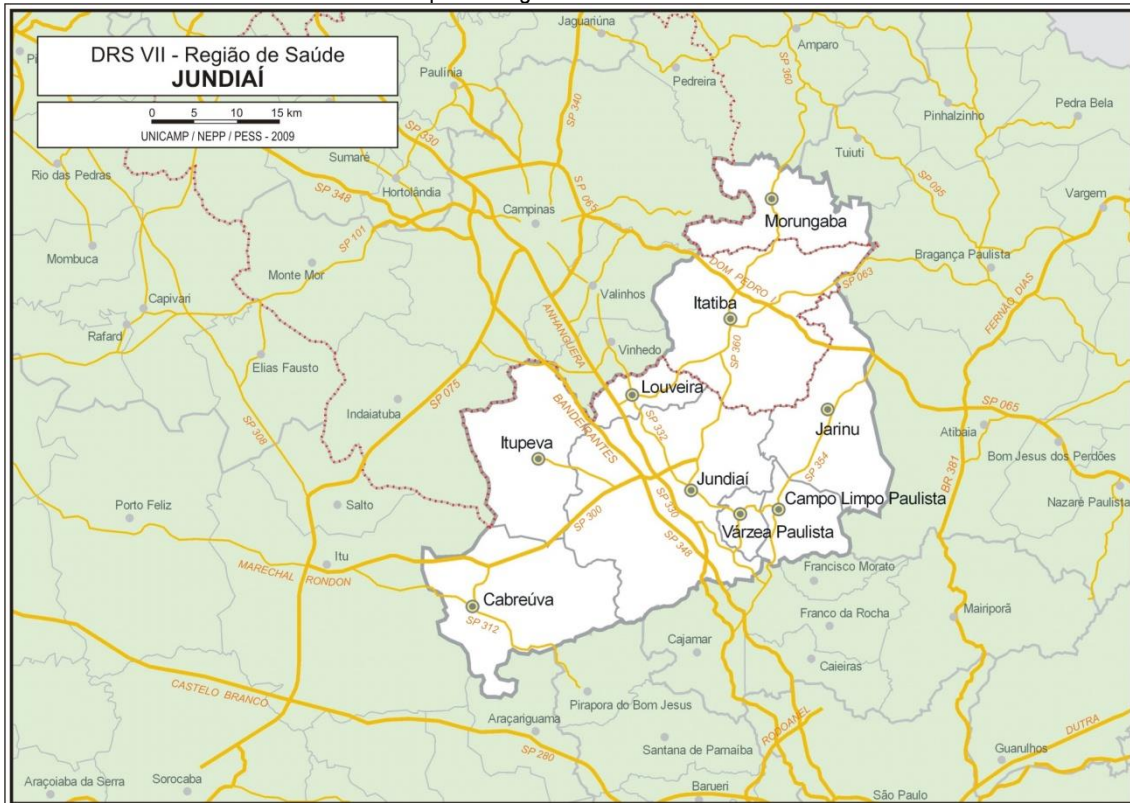 DRS VII - Região de Saúde
JUNDIAÍ
0 5 10 15 km
UNICAMP / NEPP / PESS - 2009
Jaguariúna
Amparo
Paulínia
Pedreira
SP 360
SP 340
SP 330
Pinhalzinho
Pedra Bela
Tuiuti
Sumaré
Rio das Pedras
SP 348
Hortolândia
SP 065
SP 095
Vargem
Campinas
Morungaba
SP 101
Mombuca
Monte Mor
Bragança Paulista
DOM PEDRO
SP 063
Valinhos
Capivari
Itatiba
FERNÃO DIAS
Rafard
ANHANGUERA
Vinhedo
SP 360
Elias Fausto
SP 075
Louveira
Indaiatuba
BANDEIRANTES
SP 065
SP 308
SP 332
Jarinu
Atibaia
Itupeva
Bom Jesus dos Perdões
SP 354
BR 381
Jundiaí
Nazaré Paulista
Campo Limpo Paulista
Salto
Porto Feliz
SP 300
SP 330
Várzea Paulista
SP 348
Itu
MARECHAL RONDON
Francisco Morato
Cabreúva
Franco da Rocha
Mairiporã
SP 312
Cajamar
Caieiras
CASTELO BRANCO
Pirapora do Bom Jesus
Araçariguama
RODOANEL
DUTRA
SP 280
Santana de Parnaíba
Guarulhos
Araçoiaba da Serra
Sorocaba
Barueri
São Paulo